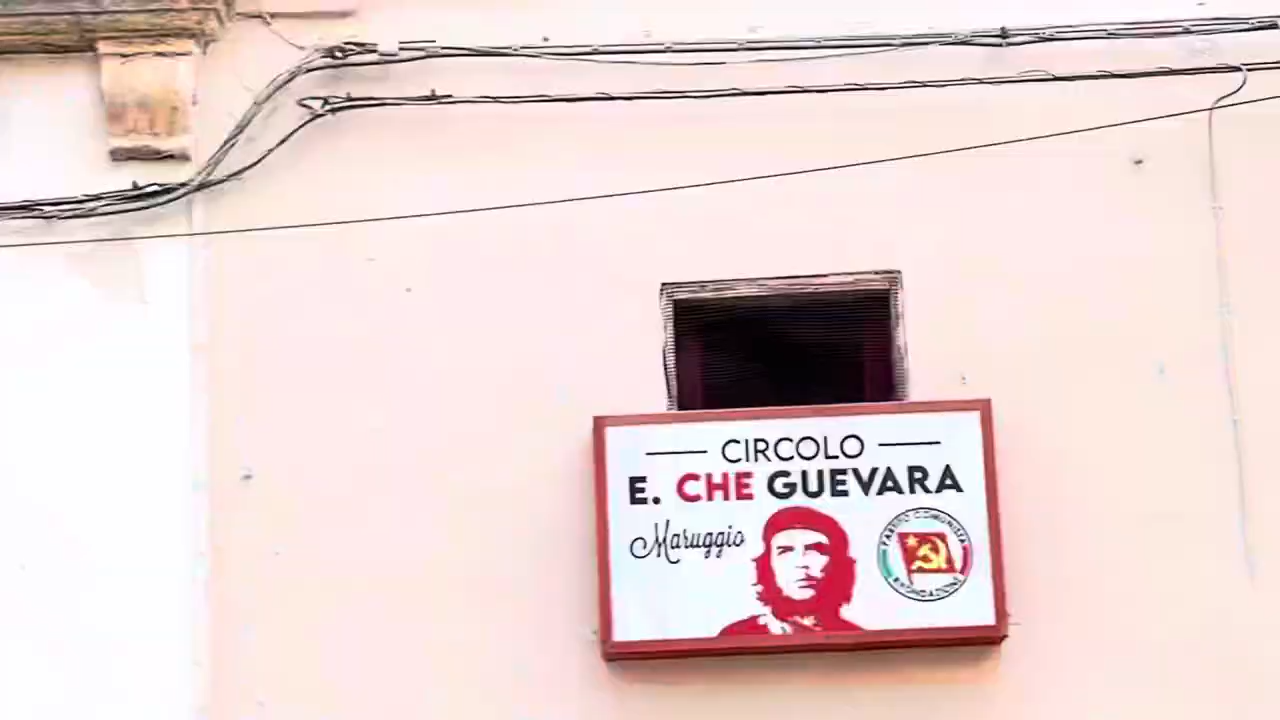 CIRCOLO
E. CHE GUEVARA
Maruggio
PARTITO COMUNISTA
RIFONDAZIONE